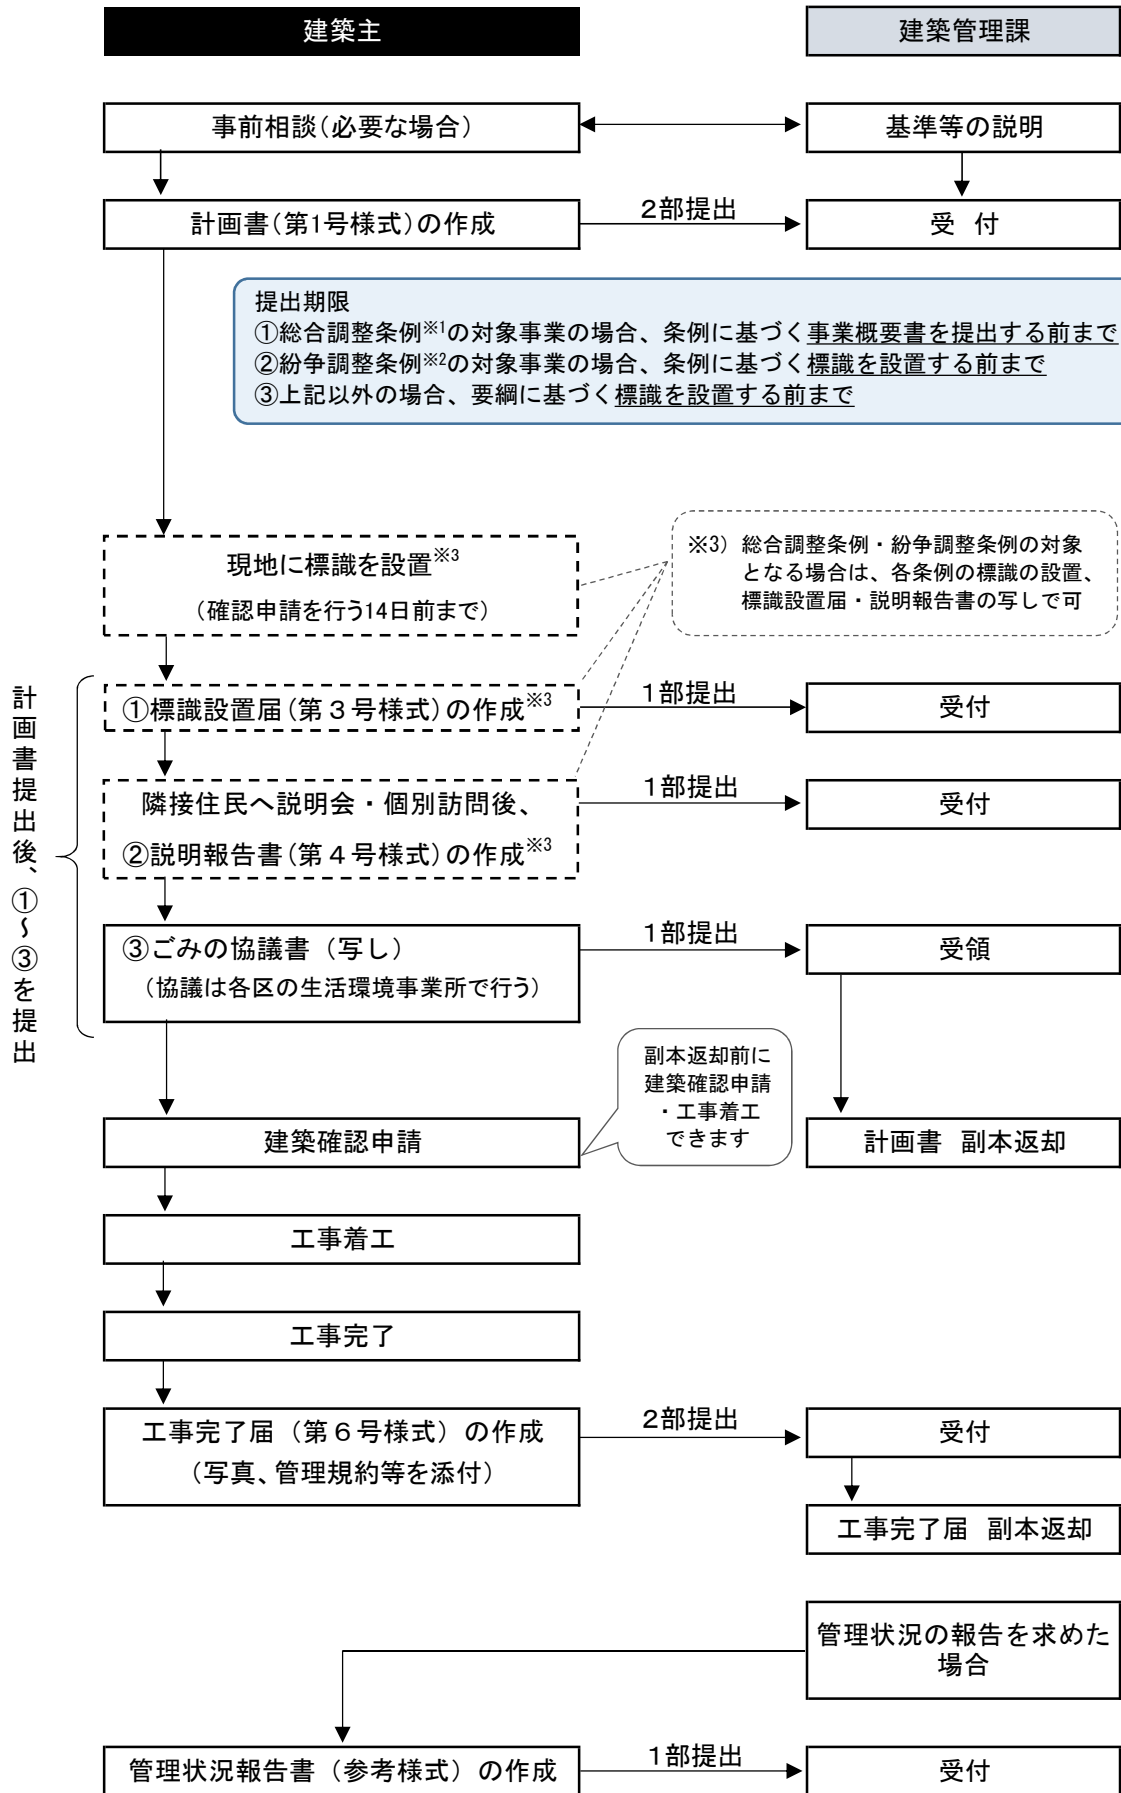 建築主
建築管理課
事前相談（必要な場合）
基準等の説明
計画書（第1号様式）の作成
2部提出
受　付
提出期限
①総合調整条例※1の対象事業の場合、条例に基づく事業概要書を提出する前まで
②紛争調整条例※2の対象事業の場合、条例に基づく標識を設置する前まで
③上記以外の場合、要綱に基づく標識を設置する前まで
現地に標識を設置※3
（確認申請を行う14日前まで）
※3）総合調整条例・紛争調整条例の対象
となる場合は、各条例の標識の設置、
標識設置届・説明報告書の写しで可
計画書提出後、①～③を提出
①標識設置届（第３号様式）の作成※3
1部提出
受付
隣接住民へ説明会・個別訪問後、
②説明報告書（第４号様式）の作成※3
1部提出
受付
③ごみの協議書（写し）
（協議は各区の生活環境事業所で行う）
1部提出
受領
副本返却前に
建築確認申請
・工事着工
できます
建築確認申請
計画書　副本返却
工事着工
工事完了
工事完了届（第６号様式）の作成
（写真、管理規約等を添付）
2部提出
受付
工事完了届　副本返却
管理状況の報告を求めた
場合
管理状況報告書（参考様式）の作成
1部提出
受付